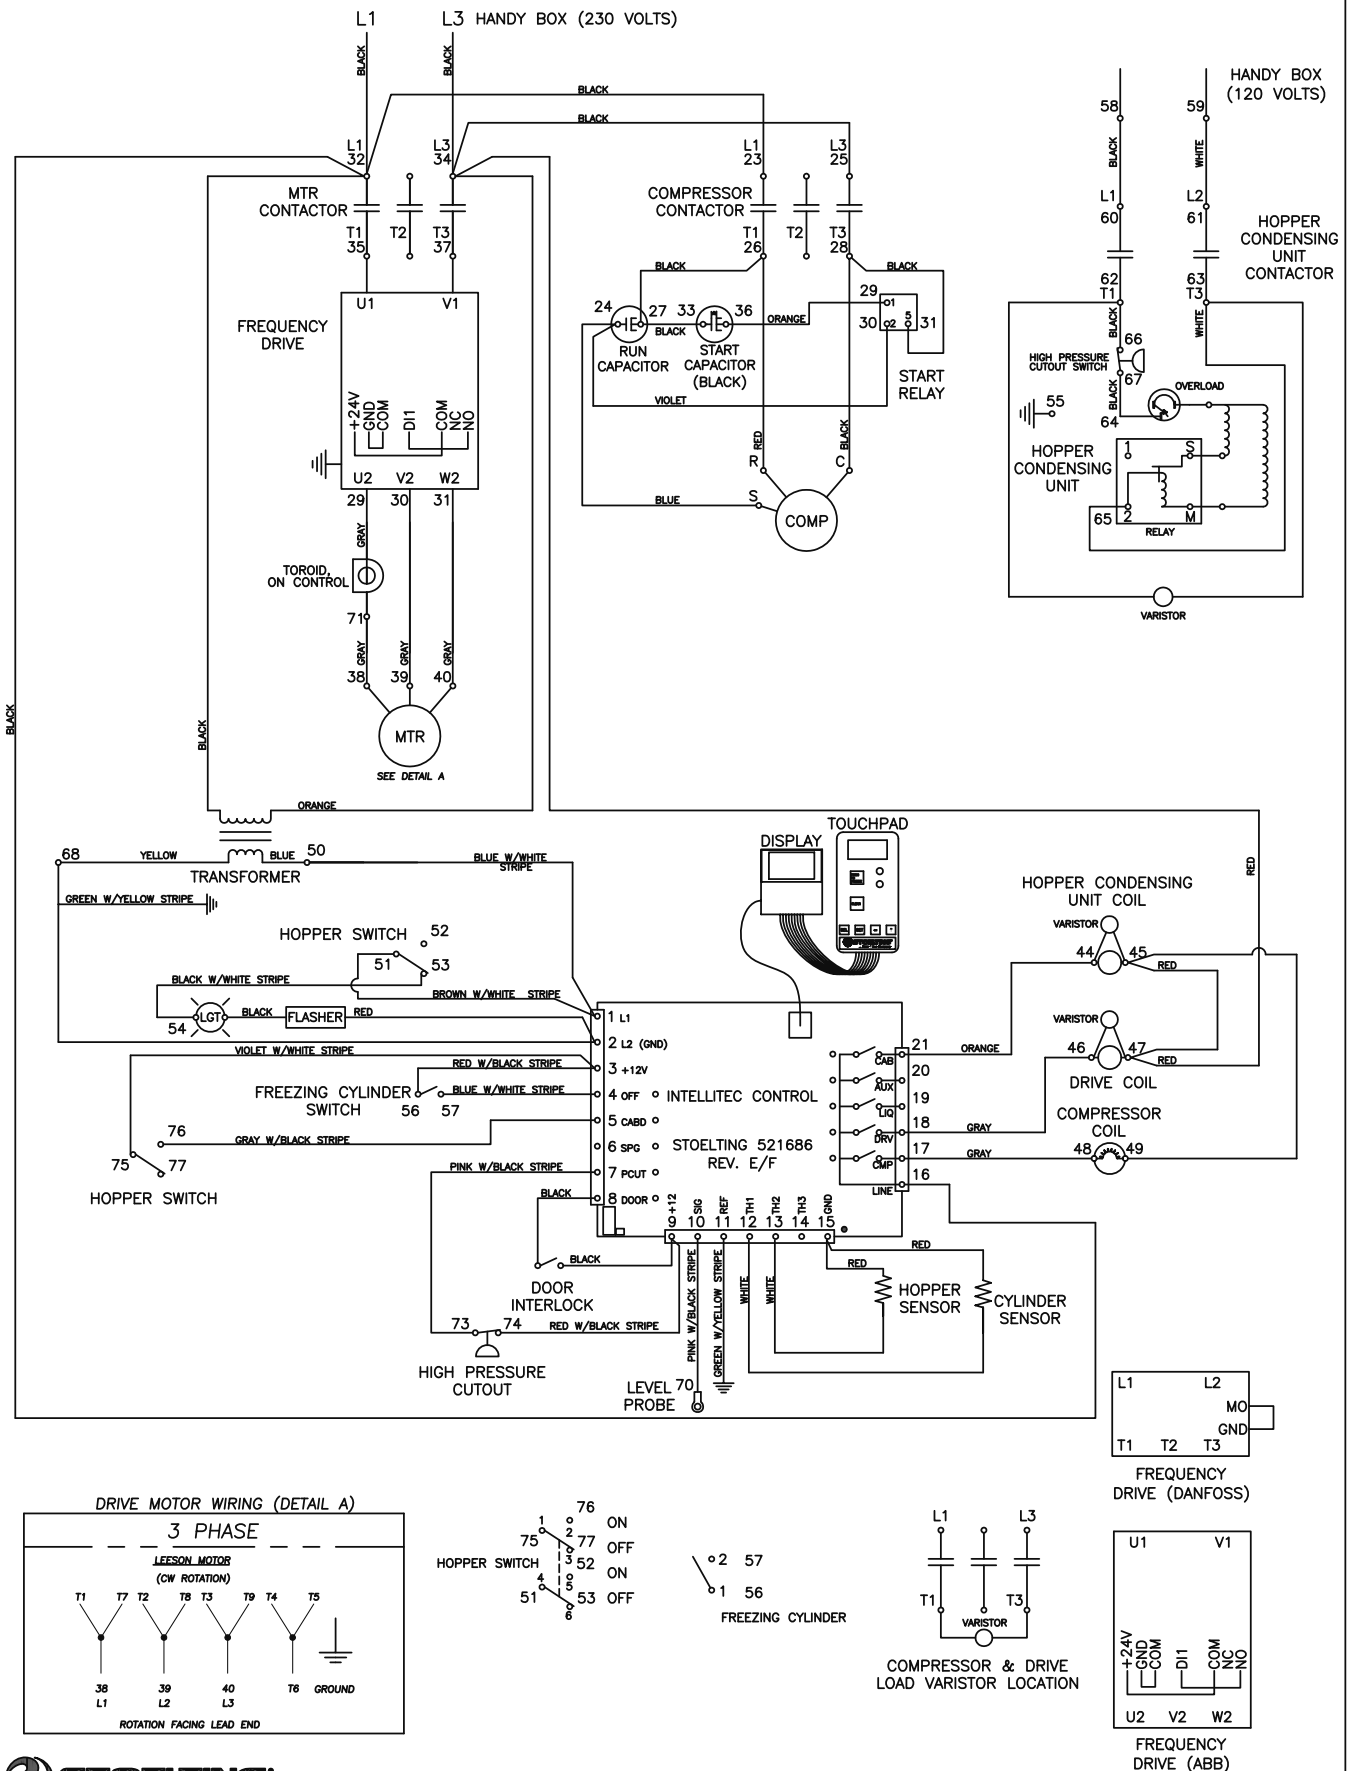 L1 L3 HANDY BOX (230 VOLTS)
BLACK
BLACK
BLACK
BLACK
HANDY BOX
(120 VOLTS)
58 59
BLACK
WHITE
L1
32
L3
34
L1
23
L3
25
MTR
CONTACTOR
COMPRESSOR
CONTACTOR
L1
60
L2
61
HOPPER
CONDENSING
UNIT
CONTACTOR
T1
35
T2
T3
37
T1
26
T2
T3
28
62
T1
63
T3
BLACK
BLACK
U1 V1
FREQUENCY
DRIVE
24 27 33 36
BLACK
ORANGE
RUN
CAPACITOR
START
CAPACITOR
(BLACK)
29 1
30 2 5 31
START
RELAY
VIOLET
BLACK
WHITE
66
HIGH PRESSURE
CUTOUT SWITCH
67
BLACK
OVERLOAD
64
55
HOPPER
CONDENSING
UNIT
1 S
65 2 M
RELAY
VARISTOR
+24V
GND
COM
DI1
COM
NC
NO
U2 V2 W2
29 30 31
GRAY
TOROID,
ON CONTROL
71
GRAY
GRAY
GRAY
38 39 40
MTR
SEE DETAIL A
RED
BLACK
R C
BLUE
S
COMP
BLACK
BLACK
ORANGE
68
YELLOW
BLUE
50
BLUE W/WHITE
STRIPE
TRANSFORMER
GREEN W/YELLOW STRIPE
HOPPER SWITCH
52
51 53
BLACK W/WHITE STRIPE
BROWN W/WHITE STRIPE
54 LGT
BLACK
FLASHER
RED
VIOLET W/WHITE STRIPE
RED W/BLACK STRIPE
FREEZING CYLINDER
SWITCH
56 57
BLUE W/WHITE STRIPE
76
GRAY W/BLACK STRIPE
75 77
HOPPER SWITCH
PINK W/BLACK STRIPE
BLACK
DISPLAY
TOUCHPAD
1 L1
2 L2 (GND)
3 +12V
4 OFF
5 CABD
6 SPG
7 PCUT
8 DOOR
INTELLITEC CONTROL
STOELTING 521686
REV. E/F
CAB 21
AUX 20
LIQ 19
DRV 18
CMP 17
LINE 16
+12
SIG
REF
TH1
TH2
TH3
GND
9 10 11 12 13 14 15
ORANGE
GRAY
GRAY
HOPPER CONDENSING
UNIT COIL
VARISTOR
44 45
RED
VARISTOR
46 47
RED
DRIVE COIL
COMPRESSOR
COIL
48 49
RED
BLACK
DOOR
INTERLOCK
73 74
RED W/BLACK STRIPE
HIGH PRESSURE
CUTOUT
PINK W/BLACK STRIPE
GREEN W/YELLOW STRIPE
WHITE
WHITE
RED
RED
HOPPER
SENSOR
CYLINDER
SENSOR
LEVEL
PROBE
70
L1 L2
MO
GND
T1 T2 T3
FREQUENCY
DRIVE (DANFOSS)
DRIVE MOTOR WIRING (DETAIL A)
3 PHASE
LEESON MOTOR
(CW ROTATION)
T1 T7 T2 T8 T3 T9 T4 T5
38
L1
39
L2
40
L3
T6 GROUND
ROTATION FACING LEAD END
76 ON
1
75 2 77 OFF
HOPPER SWITCH
3 52 ON
4 5
51 53 OFF
6
2 57
1 56
FREEZING CYLINDER
L1 L3
T1 T3
VARISTOR
COMPRESSOR & DRIVE
LOAD VARISTOR LOCATION
U1 V1
+24V
GND
COM
DI1
COM
NC
NO
U2 V2 W2
FREQUENCY
DRIVE (ABB)